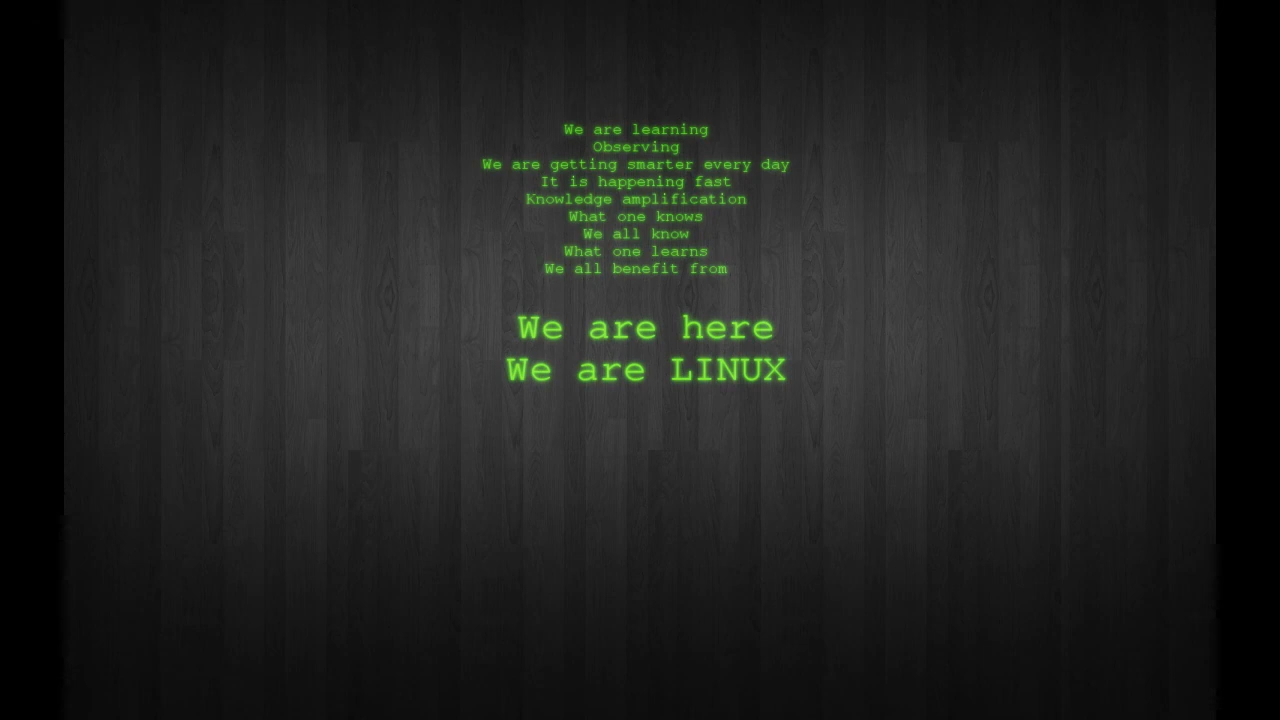 We are learning
Observing
We are getting smarter every day
It is happening fast
Knowledge amplification
What one knows
We all know
What one learns
We all benefit from
We are here
We are LINUX